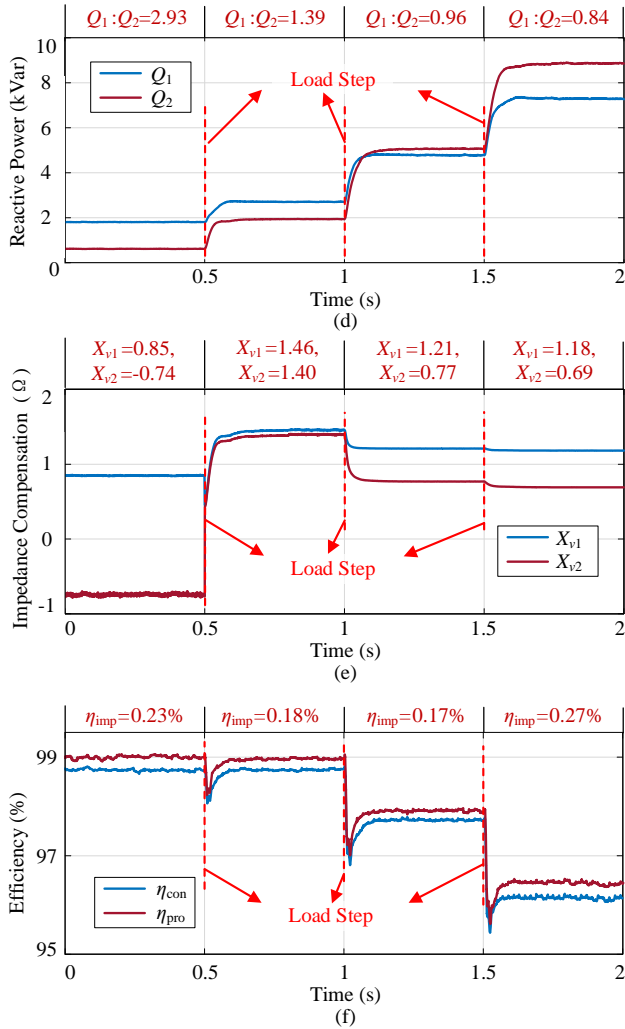 Q1:Q2=2.93 Q1:Q2=1.39 Q1:Q2=0.96 Q1:Q2=0.84
10
8
6
4
2
0
Reactive Power (kVar)
Q1
Q2
Load Step
0 0.5 1 1.5 2
Time (s)
(d)
Xv1=0.85, Xv1=1.46, Xv1=1.21, Xv1=1.18,
Xv2=-0.74 Xv2=1.40 Xv2=0.77 Xv2=0.69
2
1
0
-1
Impedance Compensation (Ω)
Load Step
Xv1
Xv2
0 0.5 1 1.5 2
Time (s)
(e)
ηimp=0.23% ηimp=0.18% ηimp=0.17% ηimp=0.27%
99
97
95
Efficiency (%)
ηcon
ηpro
Load Step
0 0.5 1 1.5 2
Time (s)
(f)